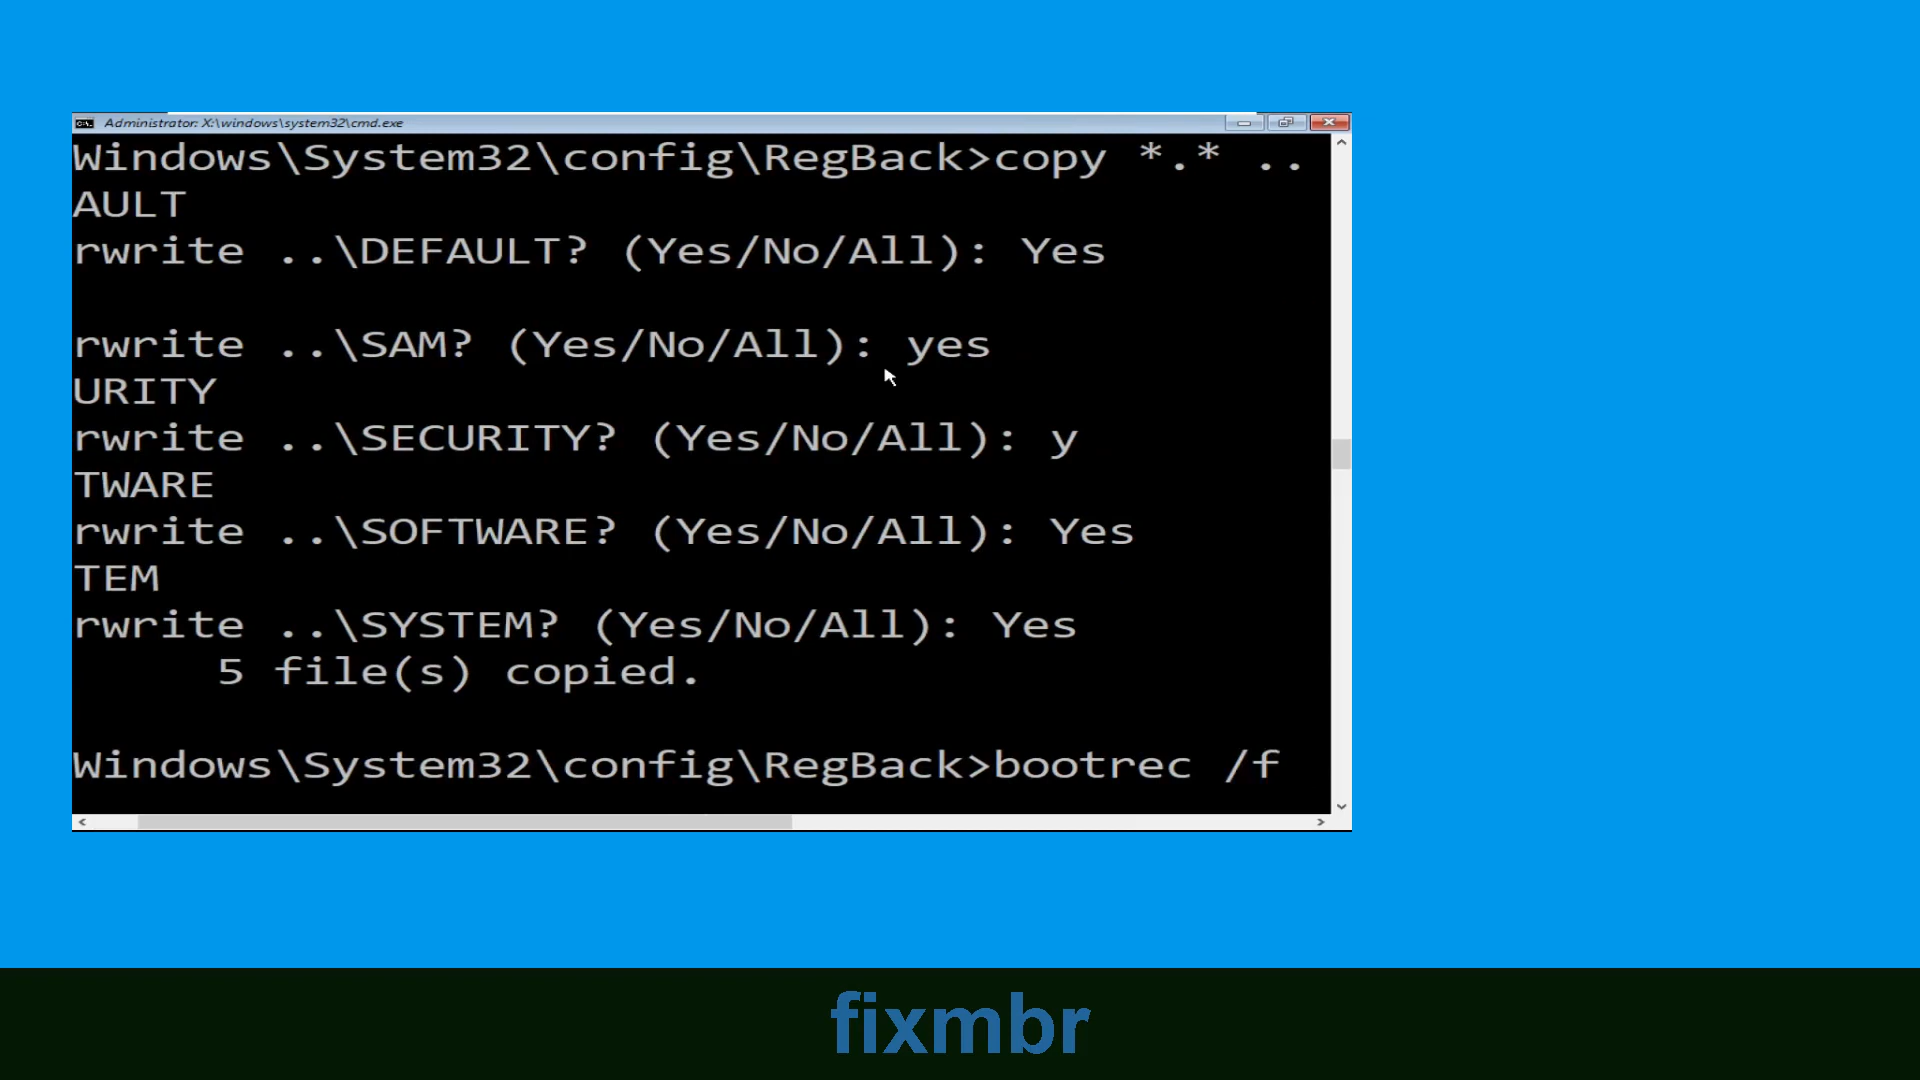 Administrator: X:\windows\system32\cmd.exe
Windows\System32\config\RegBack>copy *.* ..
AULT
rwrite ..\DEFAULT? (Yes/No/All): Yes
rwrite ..\SAM? (Yes/No/All): yes
URITY
rwrite ..\SECURITY? (Yes/No/All): y
TWARE
rwrite ..\SOFTWARE? (Yes/No/All): Yes
TEM
rwrite ..\SYSTEM? (Yes/No/All): Yes
5 file(s) copied.
Windows\System32\config\RegBack>bootrec /f
fixmbr